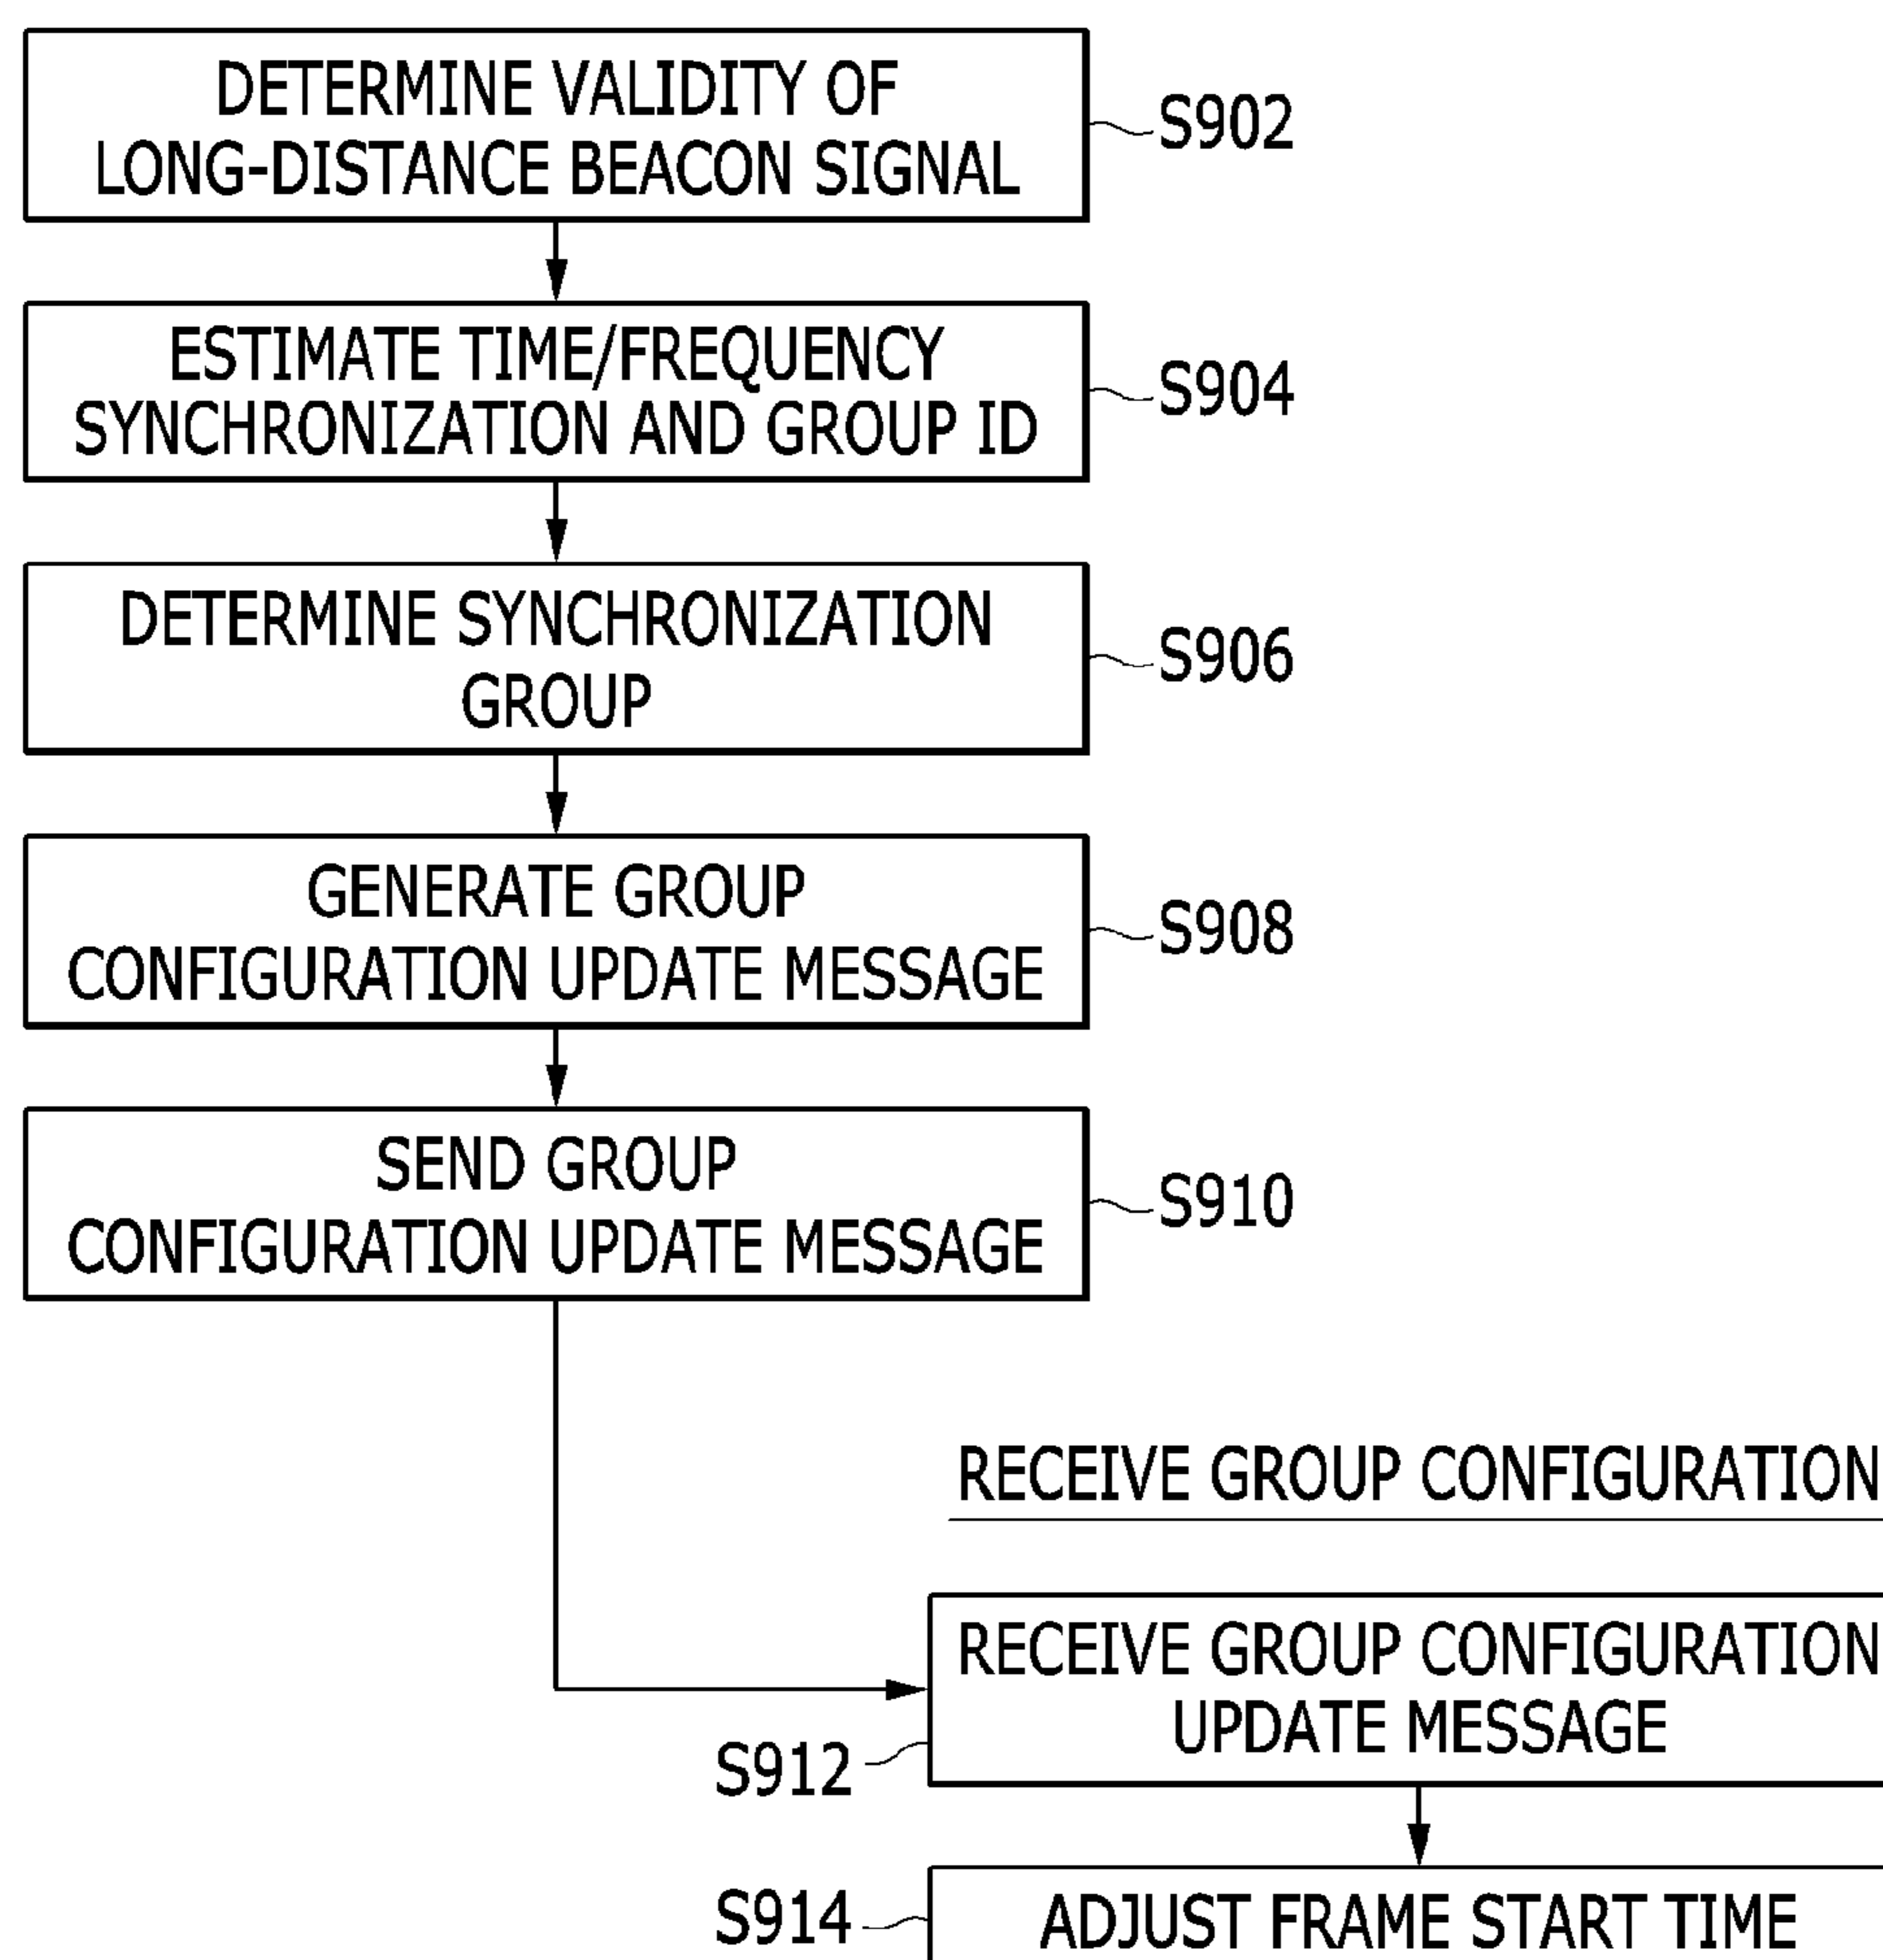 DETERMINE VALIDITY OF
LONG-DISTANCE BEACON SIGNAL
S902
ESTIMATE TIME/FREQUENCY
SYNCHRONIZATION AND GROUP ID
S904
DETERMINE SYNCHRONIZATION
GROUP
S906
GENERATE GROUP
CONFIGURATION UPDATE MESSAGE
S908
SEND GROUP
CONFIGURATION UPDATE MESSAGE
S910
RECEIVE GROUP CONFIGURATION
RECEIVE GROUP CONFIGURATION
UPDATE MESSAGE
S912
S914
ADJUST FRAME START TIME